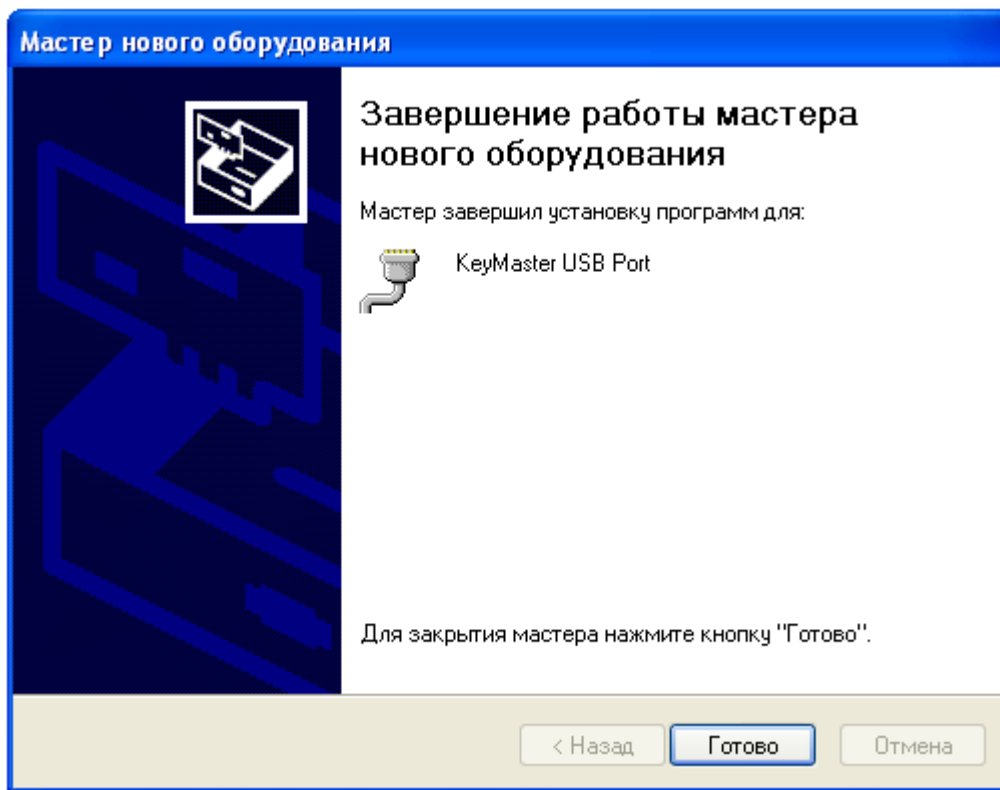 Мастер нового оборудования
Завершение работы мастера
нового оборудования
Мастер завершил установку программ для:
KeyMaster USB Port
Для закрытия мастера нажмите кнопку "Готово".
< Назад
Готово
Отмена